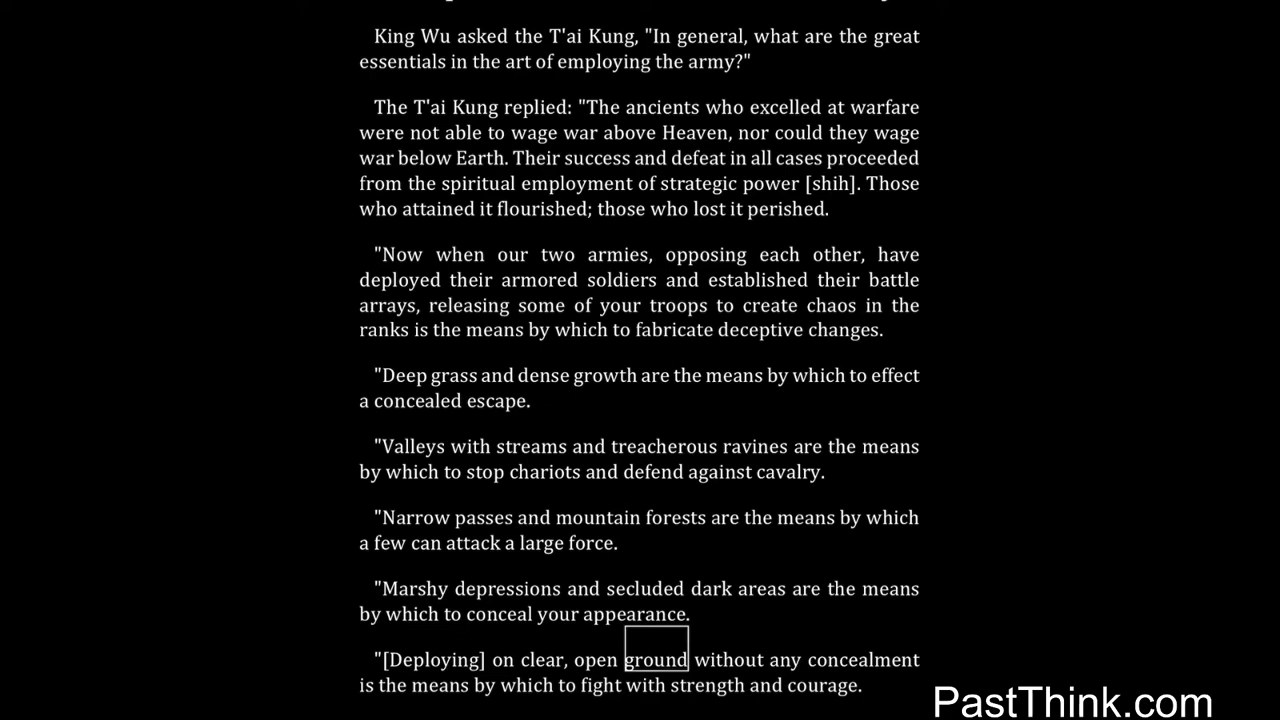 King Wu asked the T'ai Kung, "In general, what are the great
essentials in the art of employing the army?"
The T'ai Kung replied: "The ancients who excelled at warfare
were not able to wage war above Heaven, nor could they wage
war below Earth. Their success and defeat in all cases proceeded
from the spiritual employment of strategic power [shih]. Those
who attained it flourished; those who lost it perished.
"Now when our two armies, opposing each other, have
deployed their armored soldiers and established their battle
arrays, releasing some of your troops to create chaos in the
ranks is the means by which to fabricate deceptive changes.
"Deep grass and dense growth are the means by which to effect
a concealed escape.
"Valleys with streams and treacherous ravines are the means
by which to stop chariots and defend against cavalry.
"Narrow passes and mountain forests are the means by which
a few can attack a large force.
"Marshy depressions and secluded dark areas are the means
by which to conceal your appearance.
"[Deploying] on clear, open ground without any concealment
is the means by which to fight with strength and courage.
PastThink.com